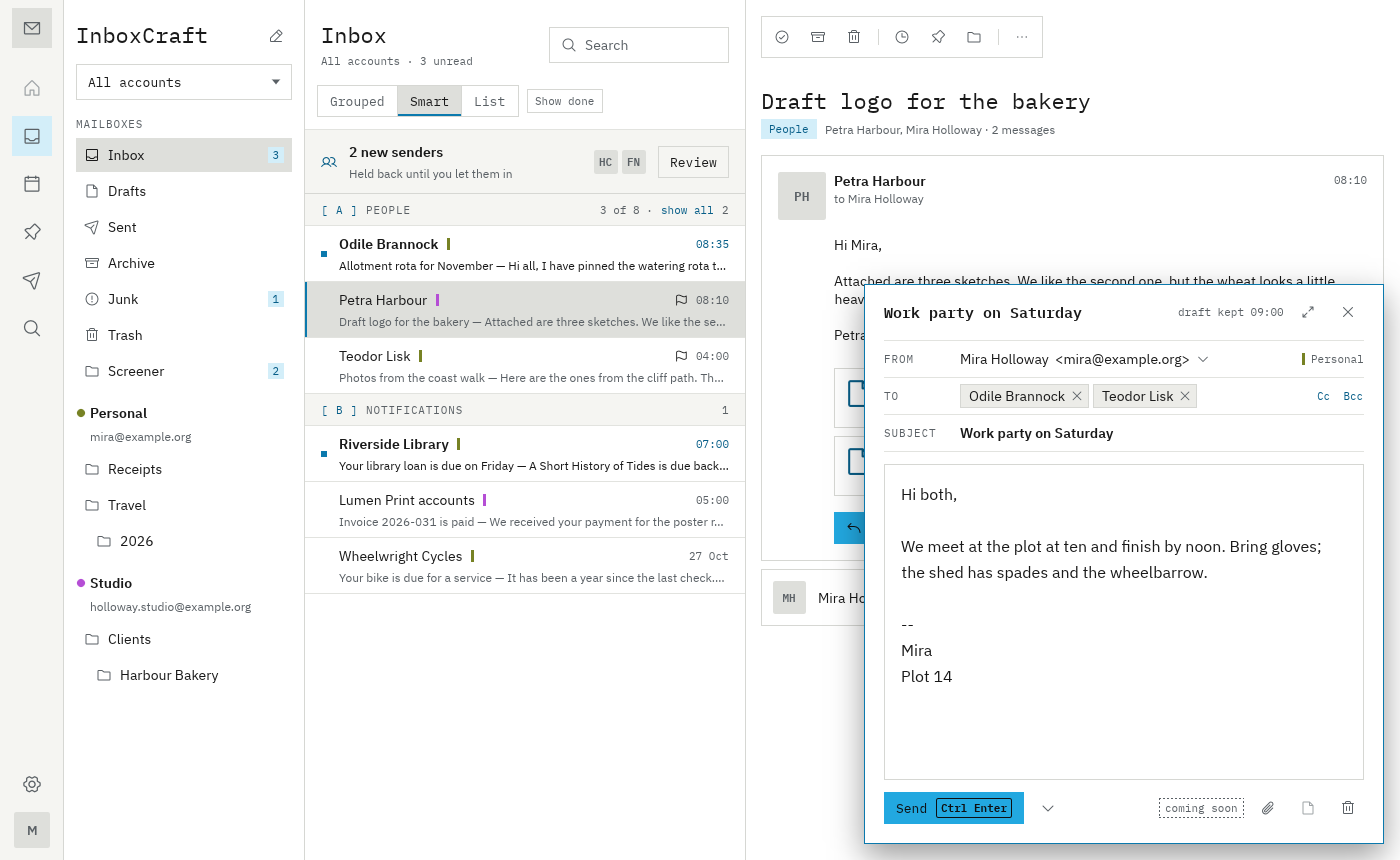 InboxCraft
All accounts
MAILBOXES
Inbox 3
Drafts
Sent
Archive
Junk 1
Trash
Screener 2
Personal
mira@example.org
Receipts
Travel
2026
Studio
holloway.studio@example.org
Clients
Harbour Bakery
M
Inbox
All accounts · 3 unread
Search
Grouped Smart List Show done
2 new senders
Held back until you let them in
HC FN Review
[ A ] PEOPLE 3 of 8 · show all 2
Odile Brannock 08:35
Allotment rota for November — Hi all, I have pinned the watering rota t…
Petra Harbour 08:10
Draft logo for the bakery — Attached are three sketches. We like the se…
Teodor Lisk 04:00
Photos from the coast walk — Here are the ones from the cliff path. Th…
[ B ] NOTIFICATIONS 1
Riverside Library 07:00
Your library loan is due on Friday — A Short History of Tides is due back…
Lumen Print accounts 05:00
Invoice 2026-031 is paid — We received your payment for the poster r…
Wheelwright Cycles 27 Oct
Your bike is due for a service — It has been a year since the last check.…
Draft logo for the bakery
People Petra Harbour, Mira Holloway · 2 messages
PH
Petra Harbour 08:10
to Mira Holloway
Hi Mira,
Attached are three sketches. We like the second one, but the wheat looks a little
MH
Work party on Saturday draft kept 09:00
FROM Mira Holloway <mira@example.org> Personal
TO Odile Brannock Teodor Lisk Cc Bcc
SUBJECT Work party on Saturday
Hi both,
We meet at the plot at ten and finish by noon. Bring gloves;
the shed has spades and the wheelbarrow.
--
Mira
Plot 14
Send Ctrl Enter coming soon